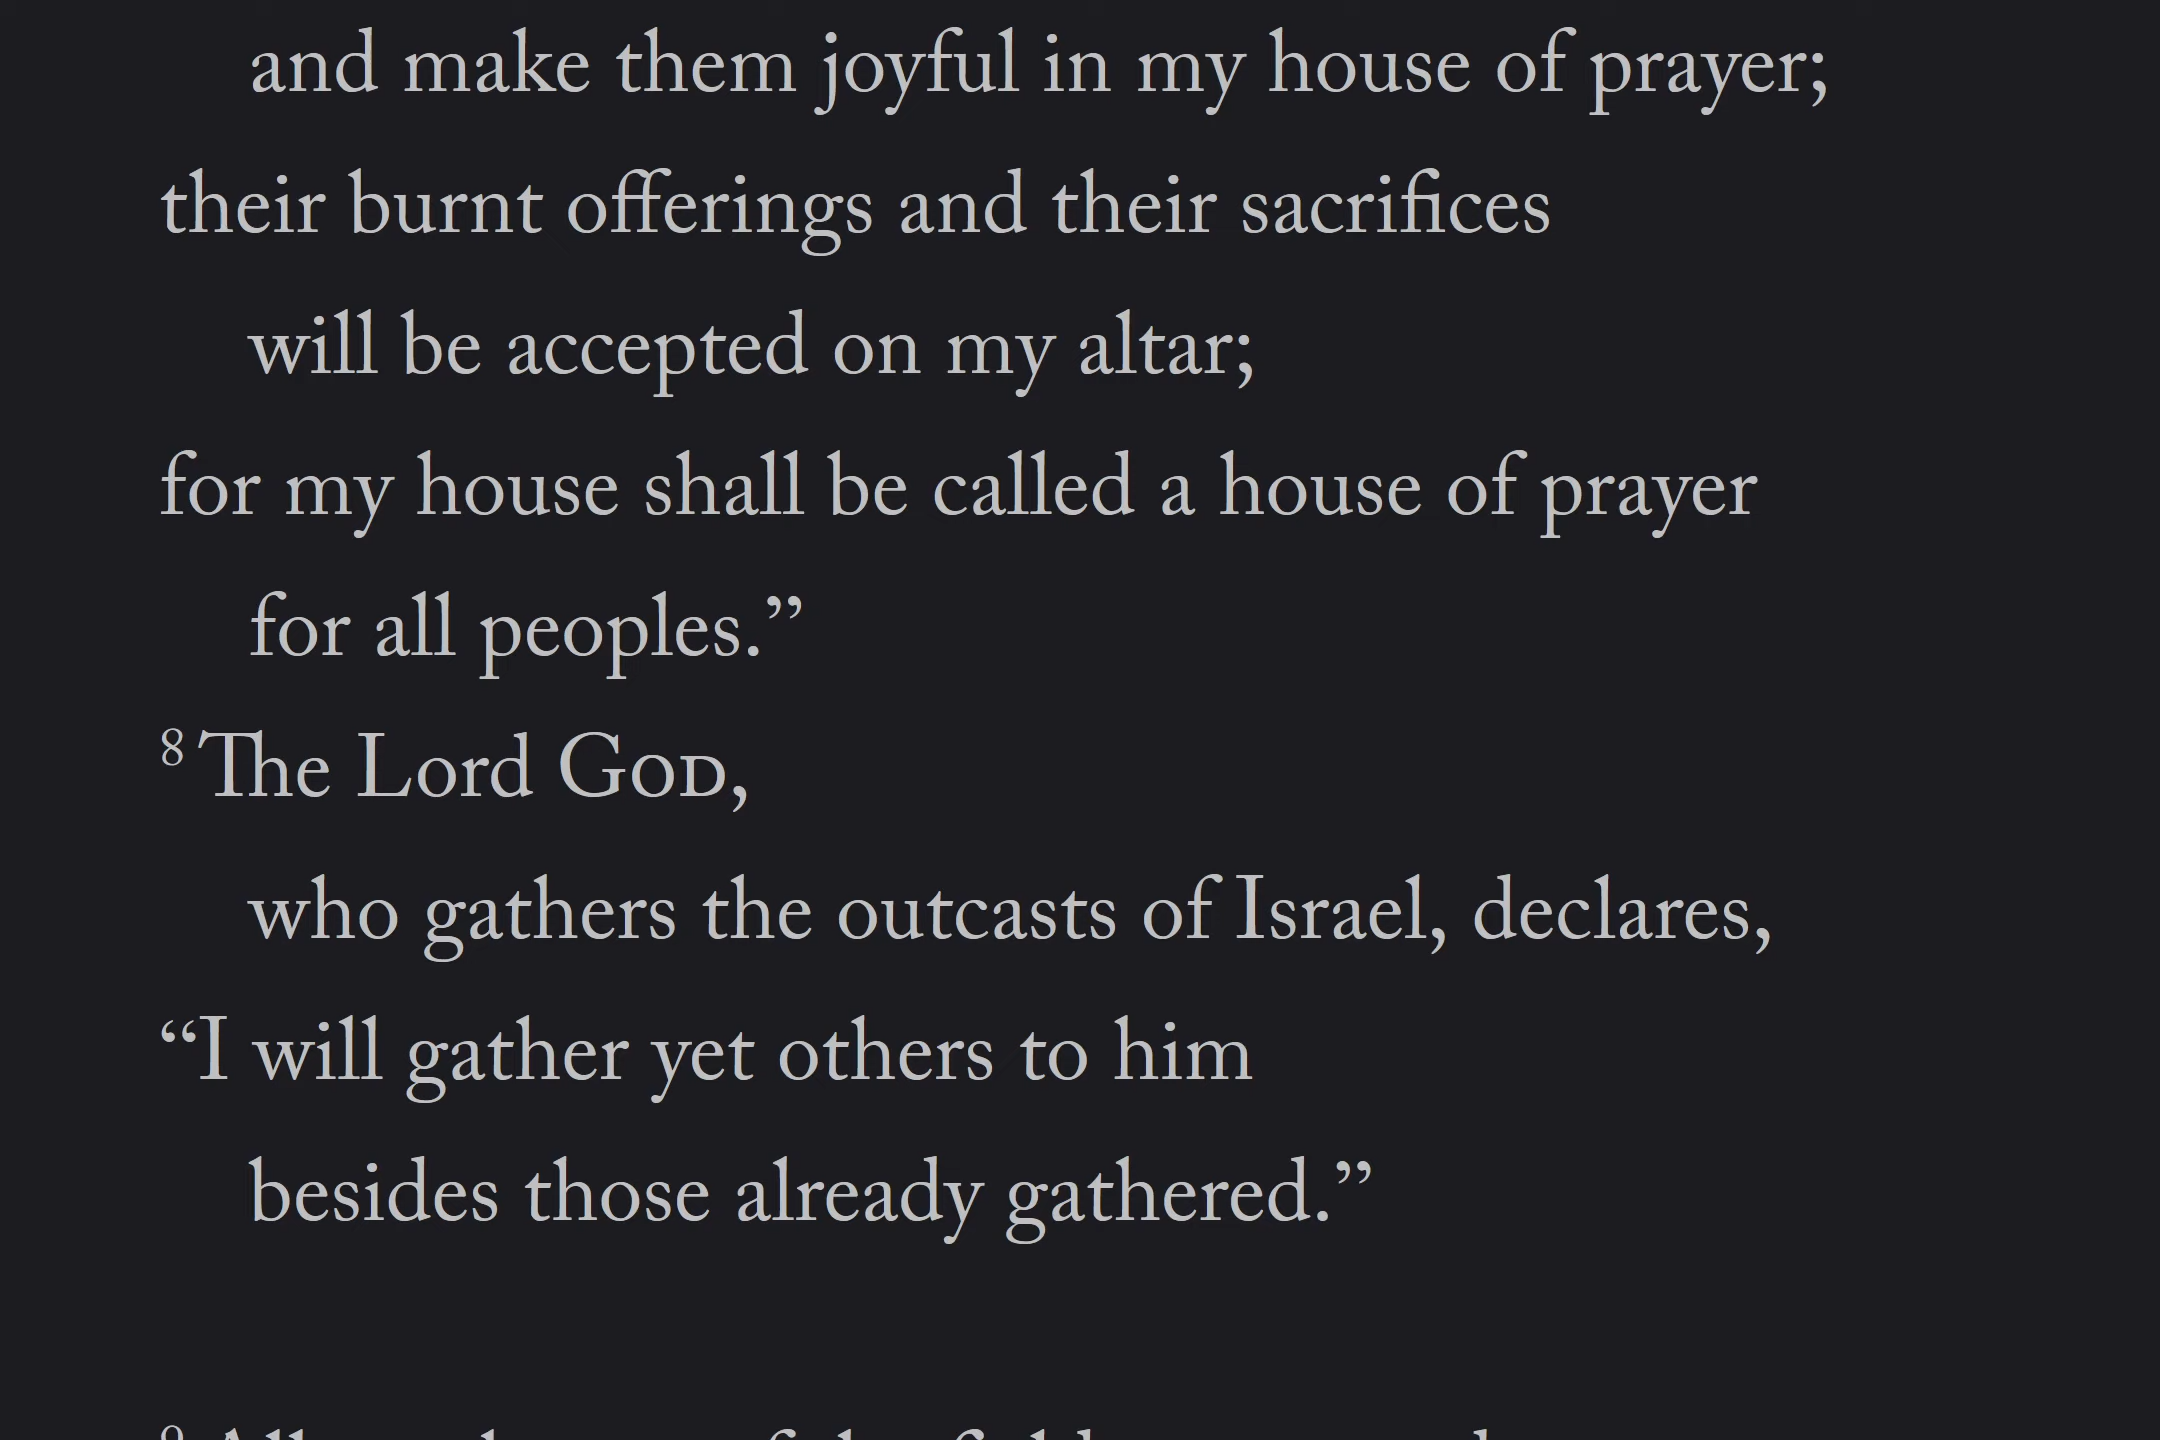 and make them joyful in my house of prayer;
their burnt offerings and their sacrifices
will be accepted on my altar;
for my house shall be called a house of prayer
for all peoples.”
8 The Lord GOD,
who gathers the outcasts of Israel, declares,
“I will gather yet others to him
besides those already gathered.”